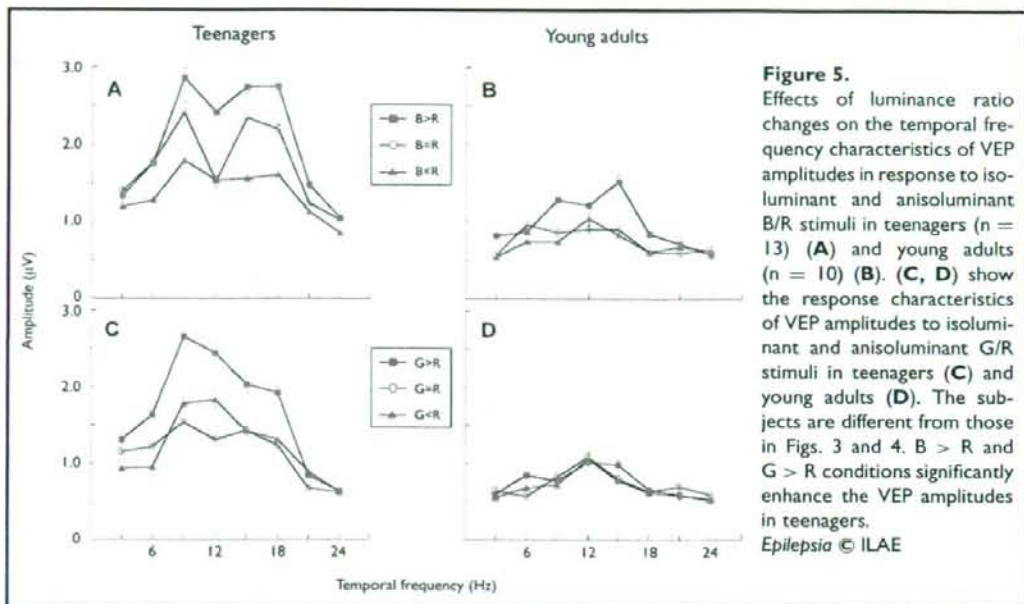 Teenagers
Young adults
3.0
2.0
1.0
0
A
B>R
B=R
B<R
B
3.0
2.0
1.0
0
C
G>R
G=R
G<R
D
Amplitude (μV)
6 12 18 24
6 12 18 24
Temporal frequency (Hz)
Figure 5.
Effects of luminance ratio
changes on the temporal fre-
quency characteristics of VEP
amplitudes in response to iso-
luminant and anisoluminant
B/R stimuli in teenagers (n =
13) (A) and young adults
(n = 10) (B). (C, D) show
the response characteristics
of VEP amplitudes to isolumi-
nant and anisoluminant G/R
stimuli in teenagers (C) and
young adults (D). The sub-
jects are different from those
in Figs. 3 and 4. B > R and
G > R conditions significantly
enhance the VEP amplitudes
in teenagers.
Epilepsia © ILAE